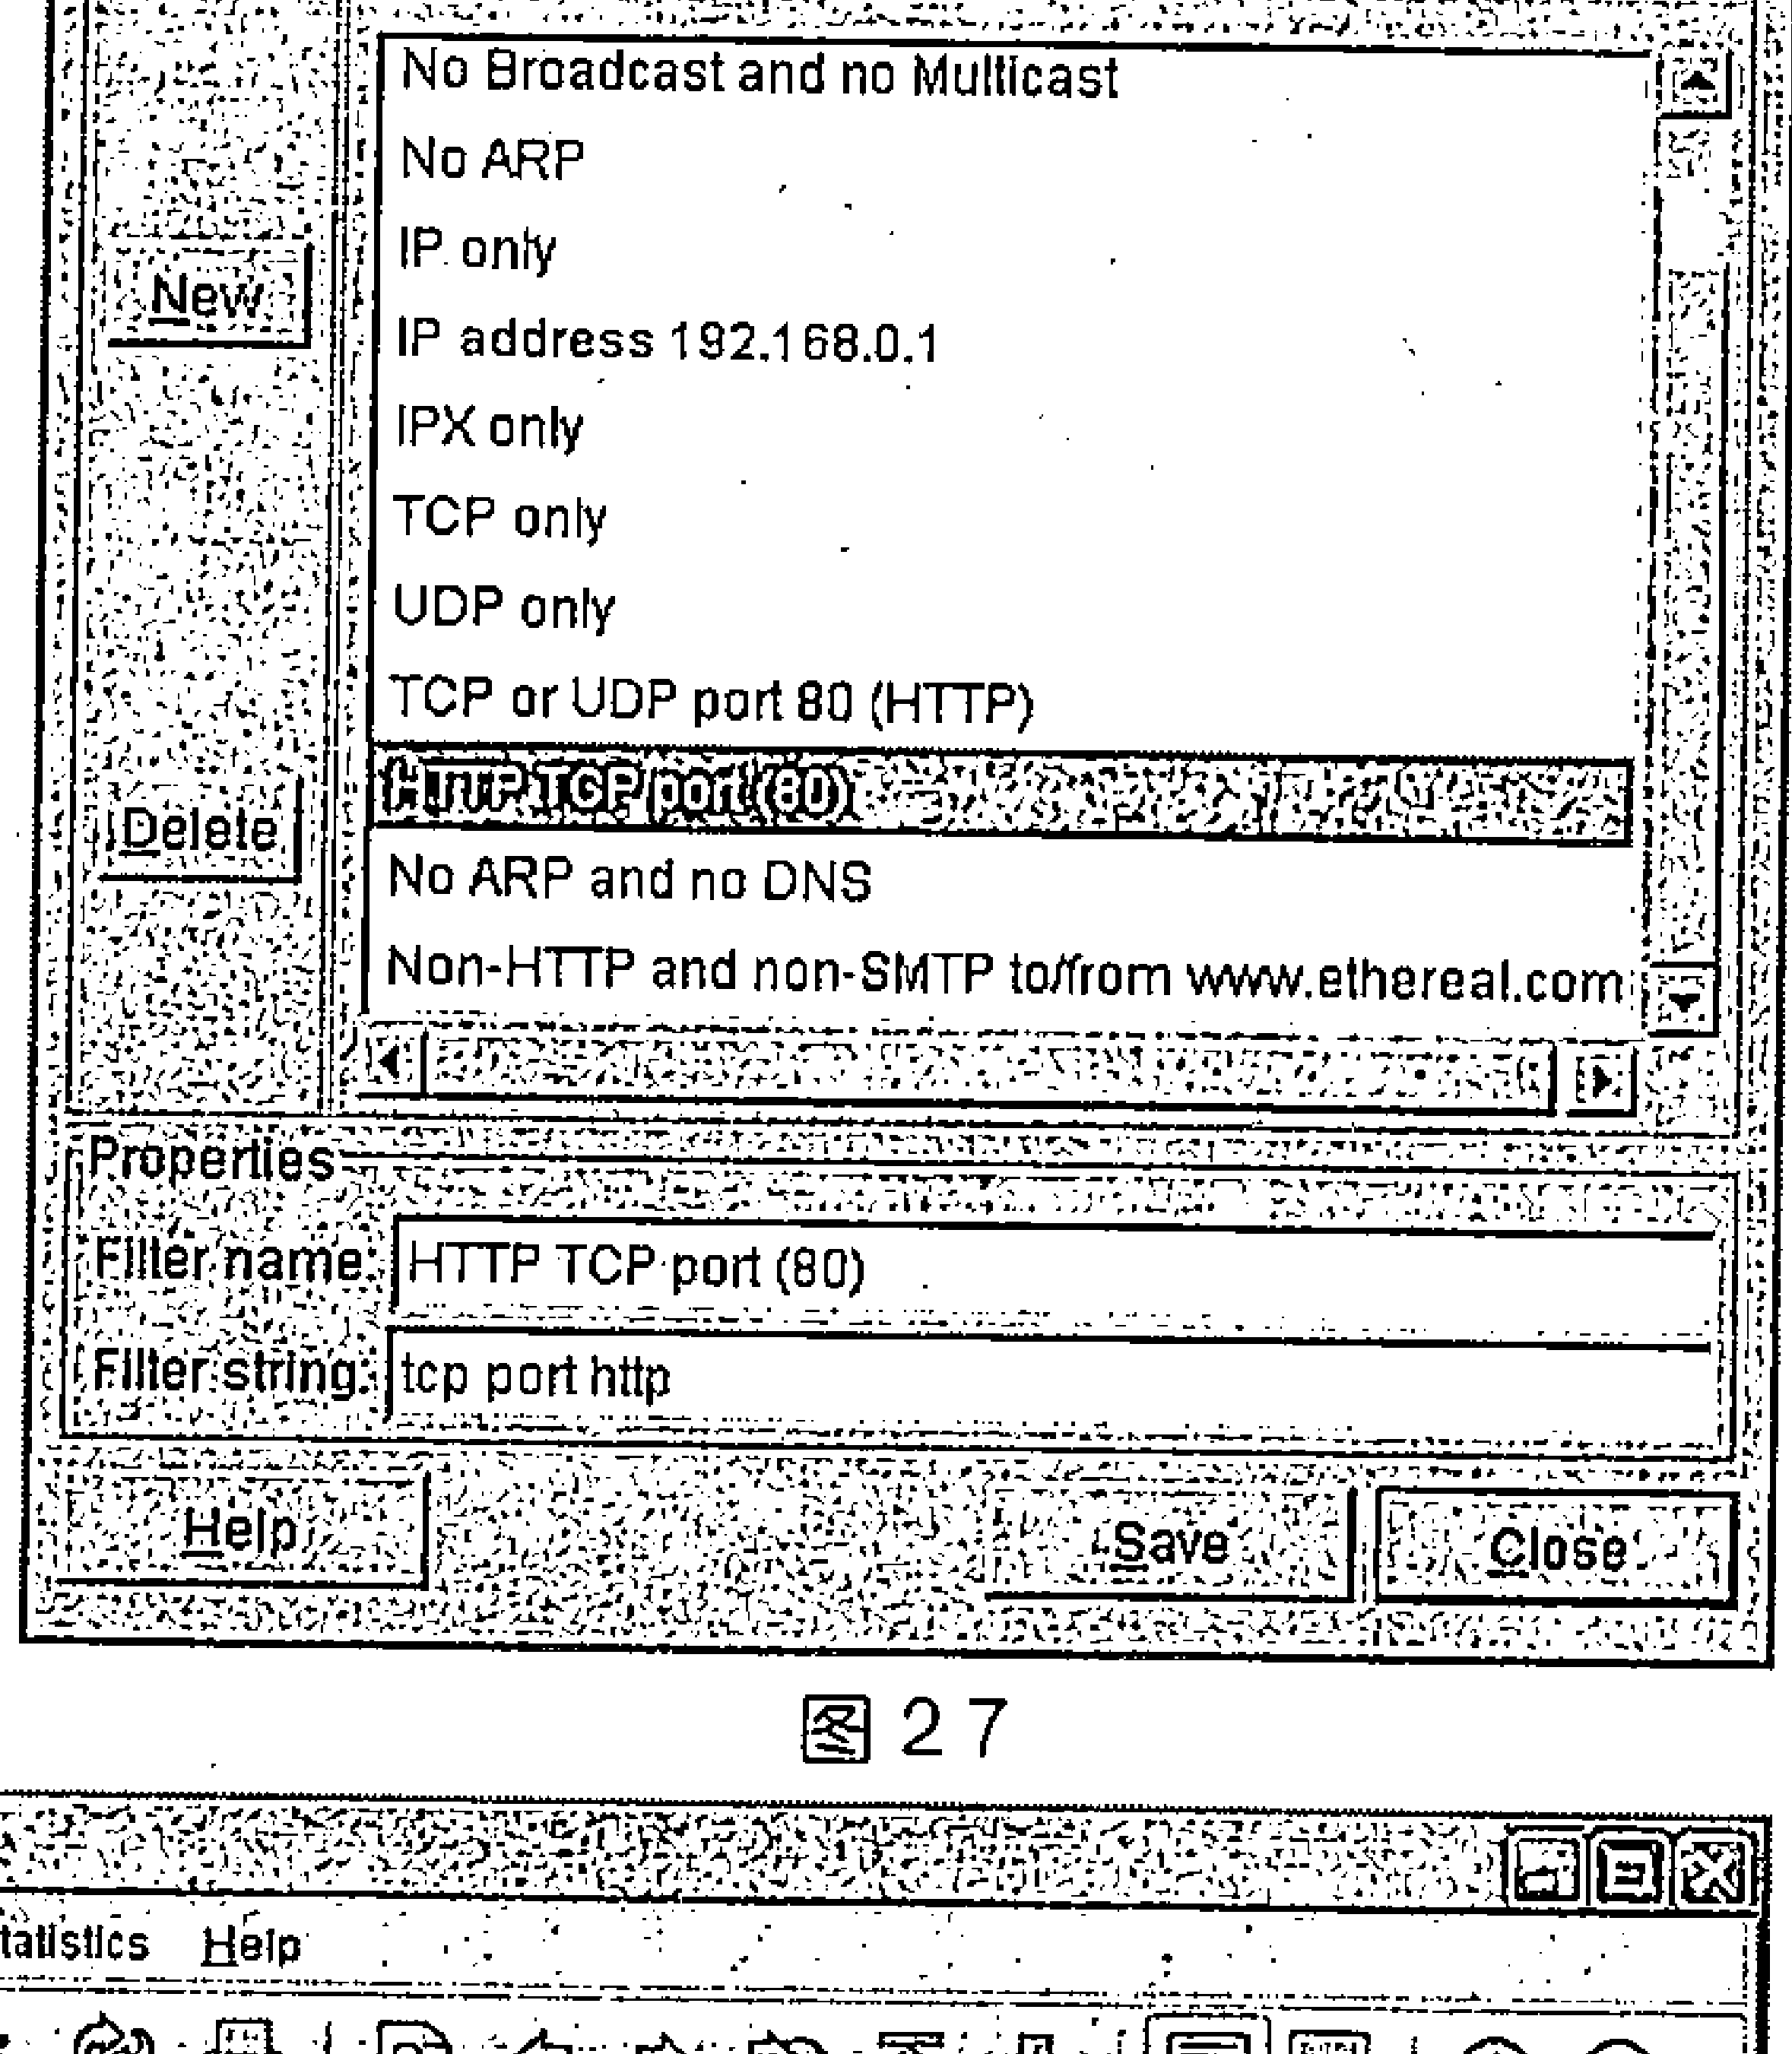 No Broadcast and no Multicast
No ARP
IP only
New
IP address 192.168.0.1
IPX only
TCP only
UDP only
TCP or UDP port 80 (HTTP)
HTTP TCP port (80)
Delete
No ARP and no DNS
Non-HTTP and non-SMTP to/from www.ethereal.com
Properties
Filter name: HTTP TCP port (80)
Filter string: tcp port http
Help Save Close
图 2 7
tatistics Help